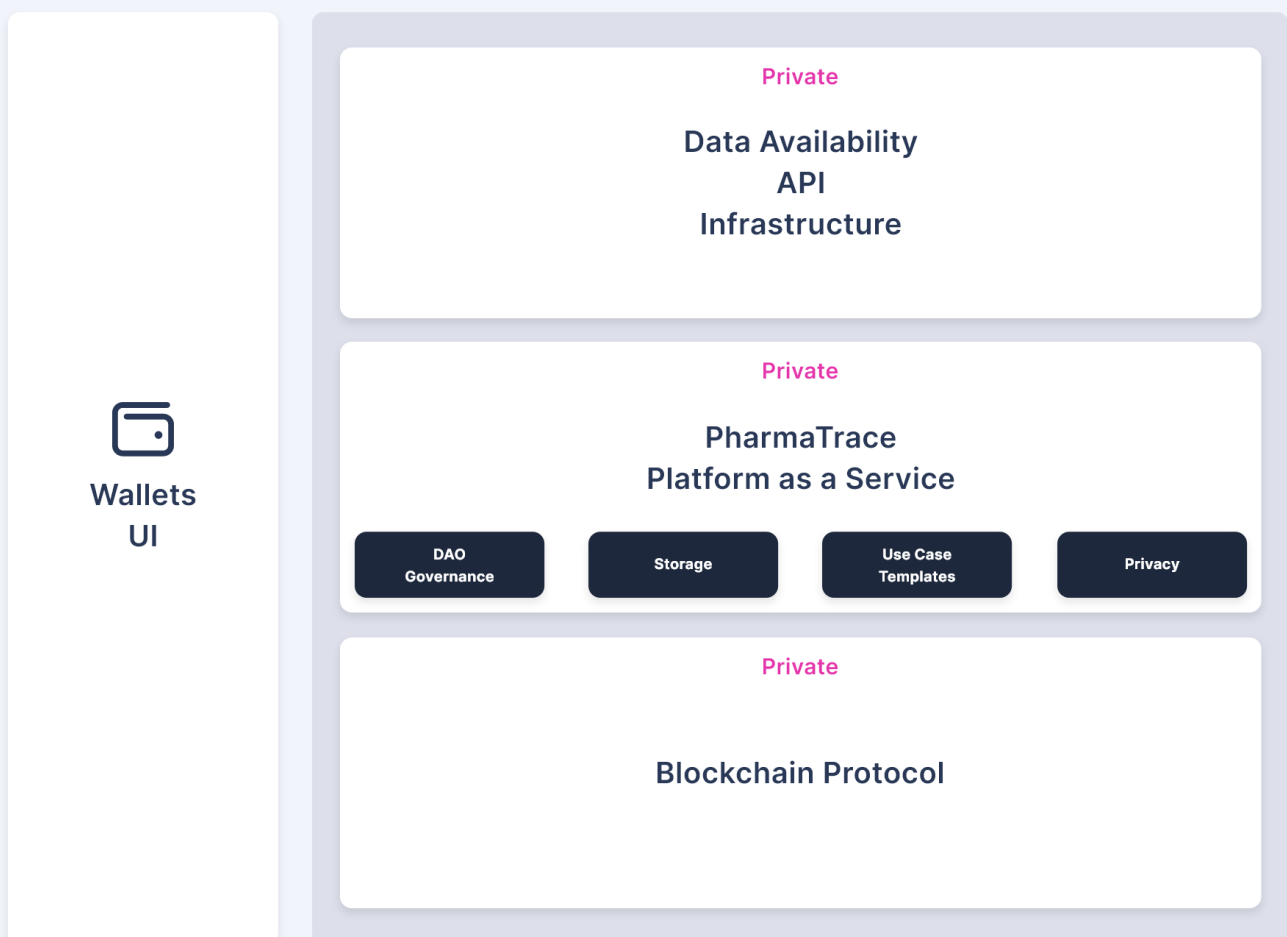 Wallets
UI
Private
Data Availability
API
Infrastructure
Private
PharmaTrace
Platform as a Service
DAO
Governance
Storage
Use Case
Templates
Privacy
Private
Blockchain Protocol